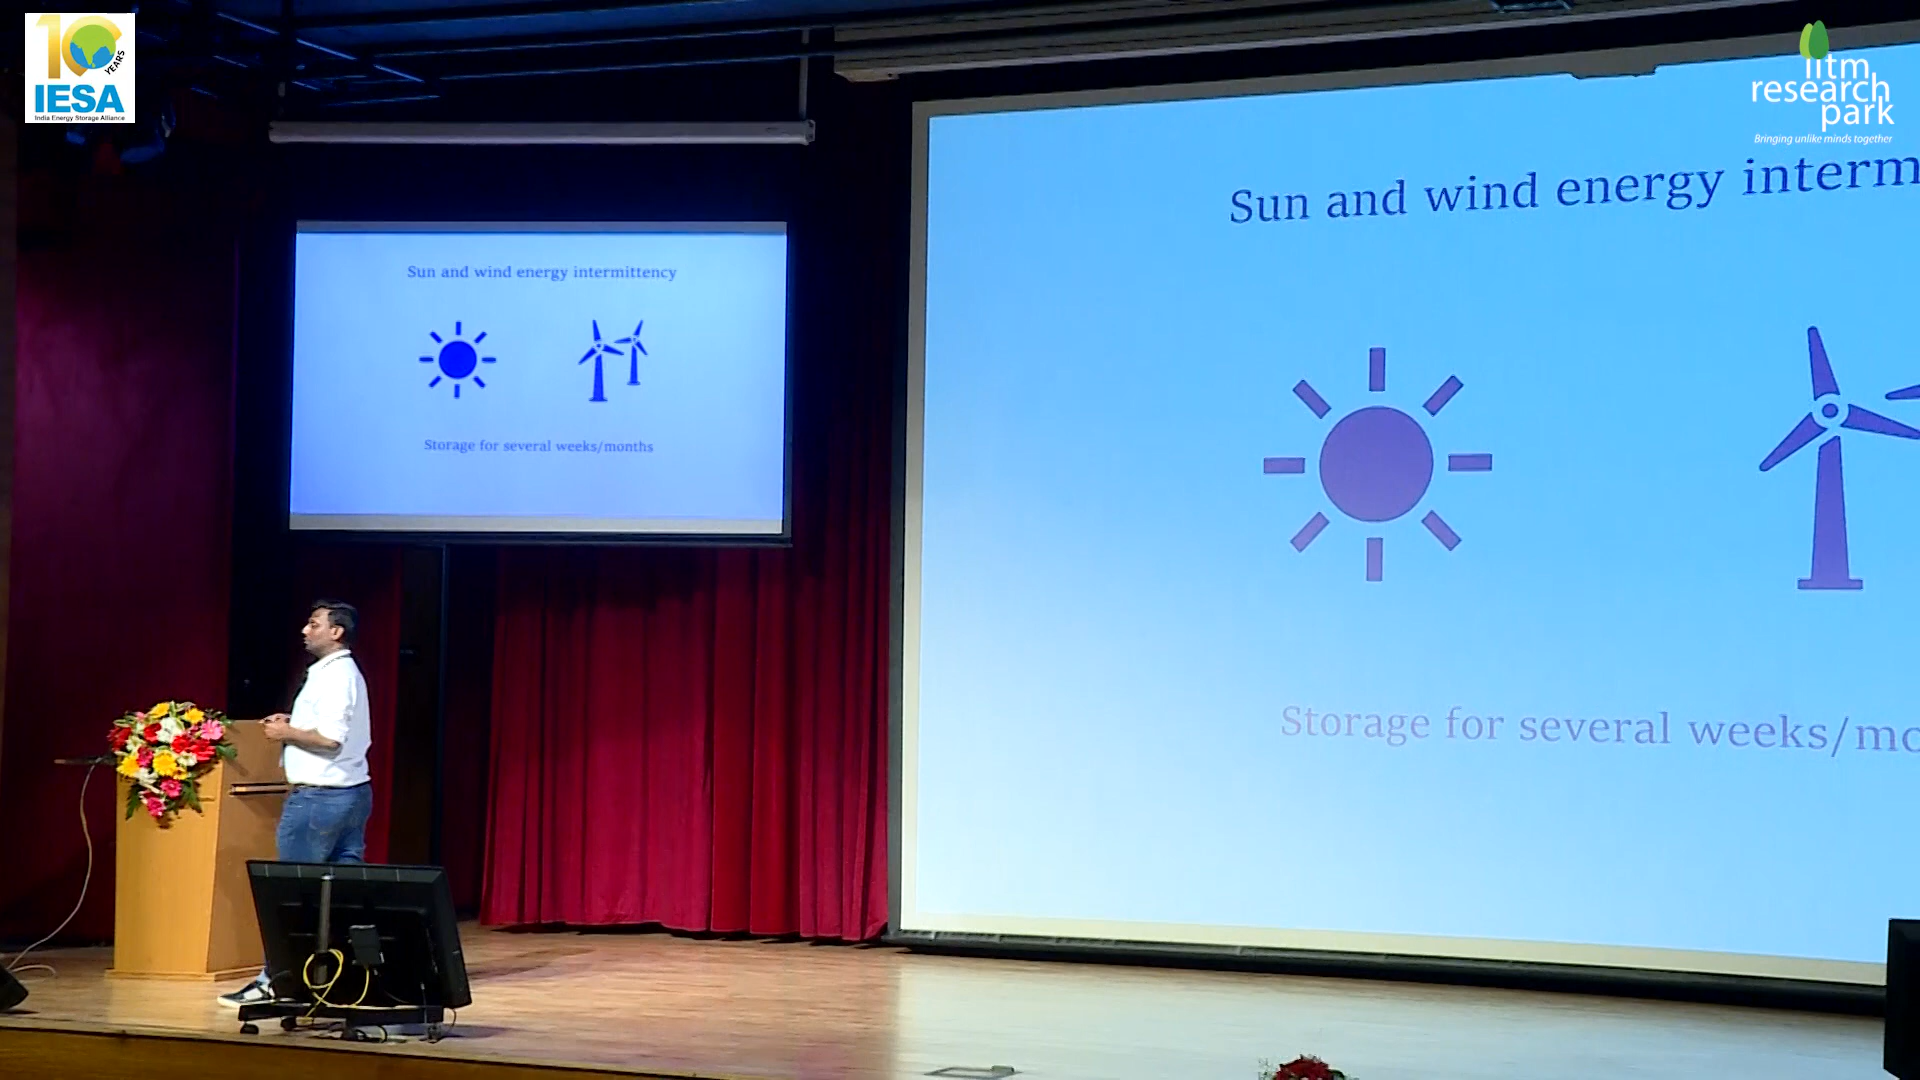 10
YEARS
IESA
India Energy Storage Alliance
iitm
research
park
Bringing unlike minds together
Sun and wind energy intermittency
Storage for several weeks/months
Sun and wind energy interm
Storage for several weeks/mo